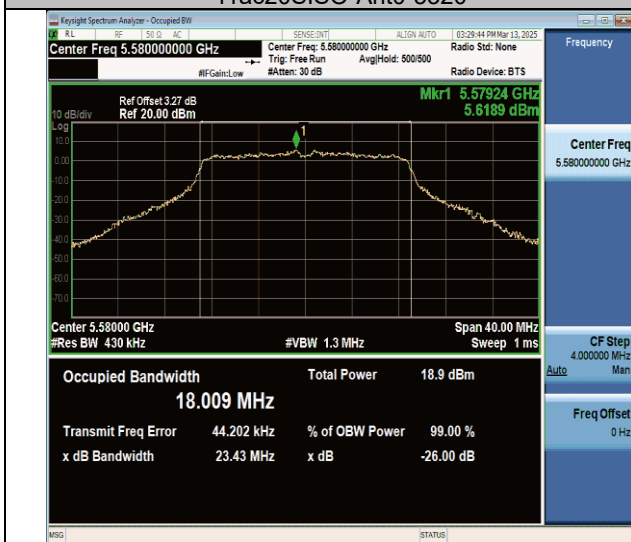 Keysight Spectrum Analyzer - Occupied BW
RL RF 50 Ω AC SENSE:INT ALIGN AUTO 03:29:44 PM Mar 13, 2025
Center Freq 5.580000000 GHz
Center Freq: 5.580000000 GHz
Radio Std: None
Trig: Free Run Avg|Hold: 500/500
#IFGain:Low
#Atten: 30 dB
Radio Device: BTS
Frequency
Mkr1 5.57924 GHz
5.6189 dBm
Ref Offset 3.27 dB
10 dB/div Ref 20.00 dBm
Log
10.0
0.00
-10.0
-20.0
-30.0
-40.0
-50.0
-60.0
-70.0
1
Center Freq
5.580000000 GHz
Center 5.58000 GHz
Span 40.00 MHz
#Res BW 430 kHz
#VBW 1.3 MHz
Sweep 1 ms
CF Step
4.000000 MHz
Auto Man
Occupied Bandwidth
Total Power 18.9 dBm
18.009 MHz
Transmit Freq Error 44.202 kHz
% of OBW Power 99.00 %
x dB Bandwidth 23.43 MHz
x dB -26.00 dB
Freq Offset
0 Hz
MSG
STATUS